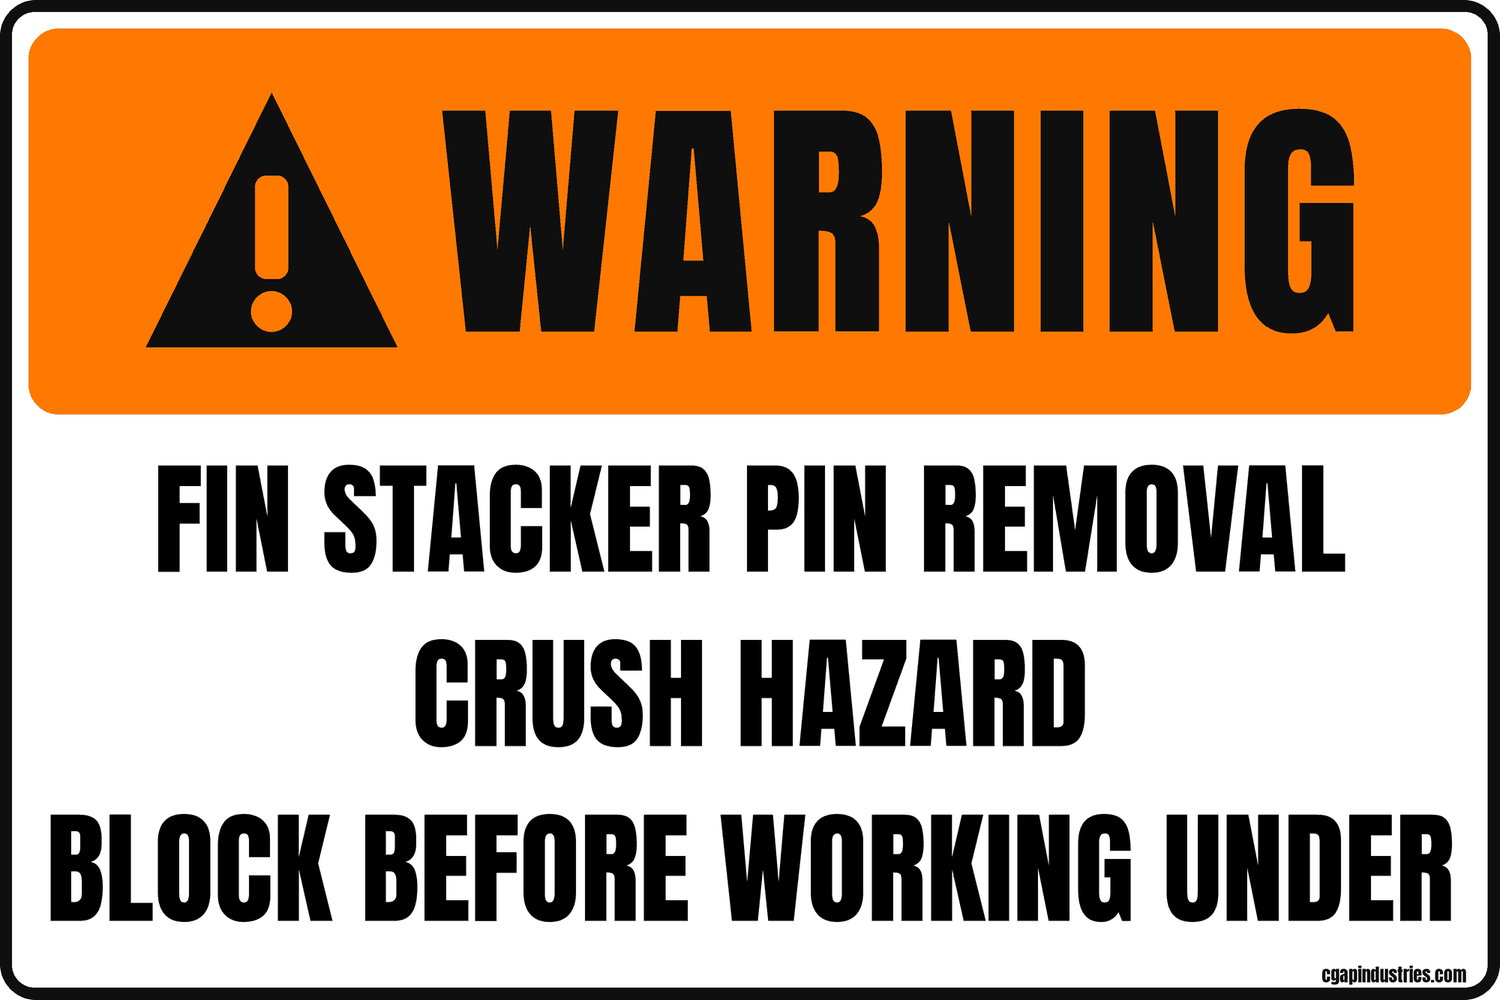 WARNING
FIN STACKER PIN REMOVAL
CRUSH HAZARD
BLOCK BEFORE WORKING UNDER
cgapindustries.com